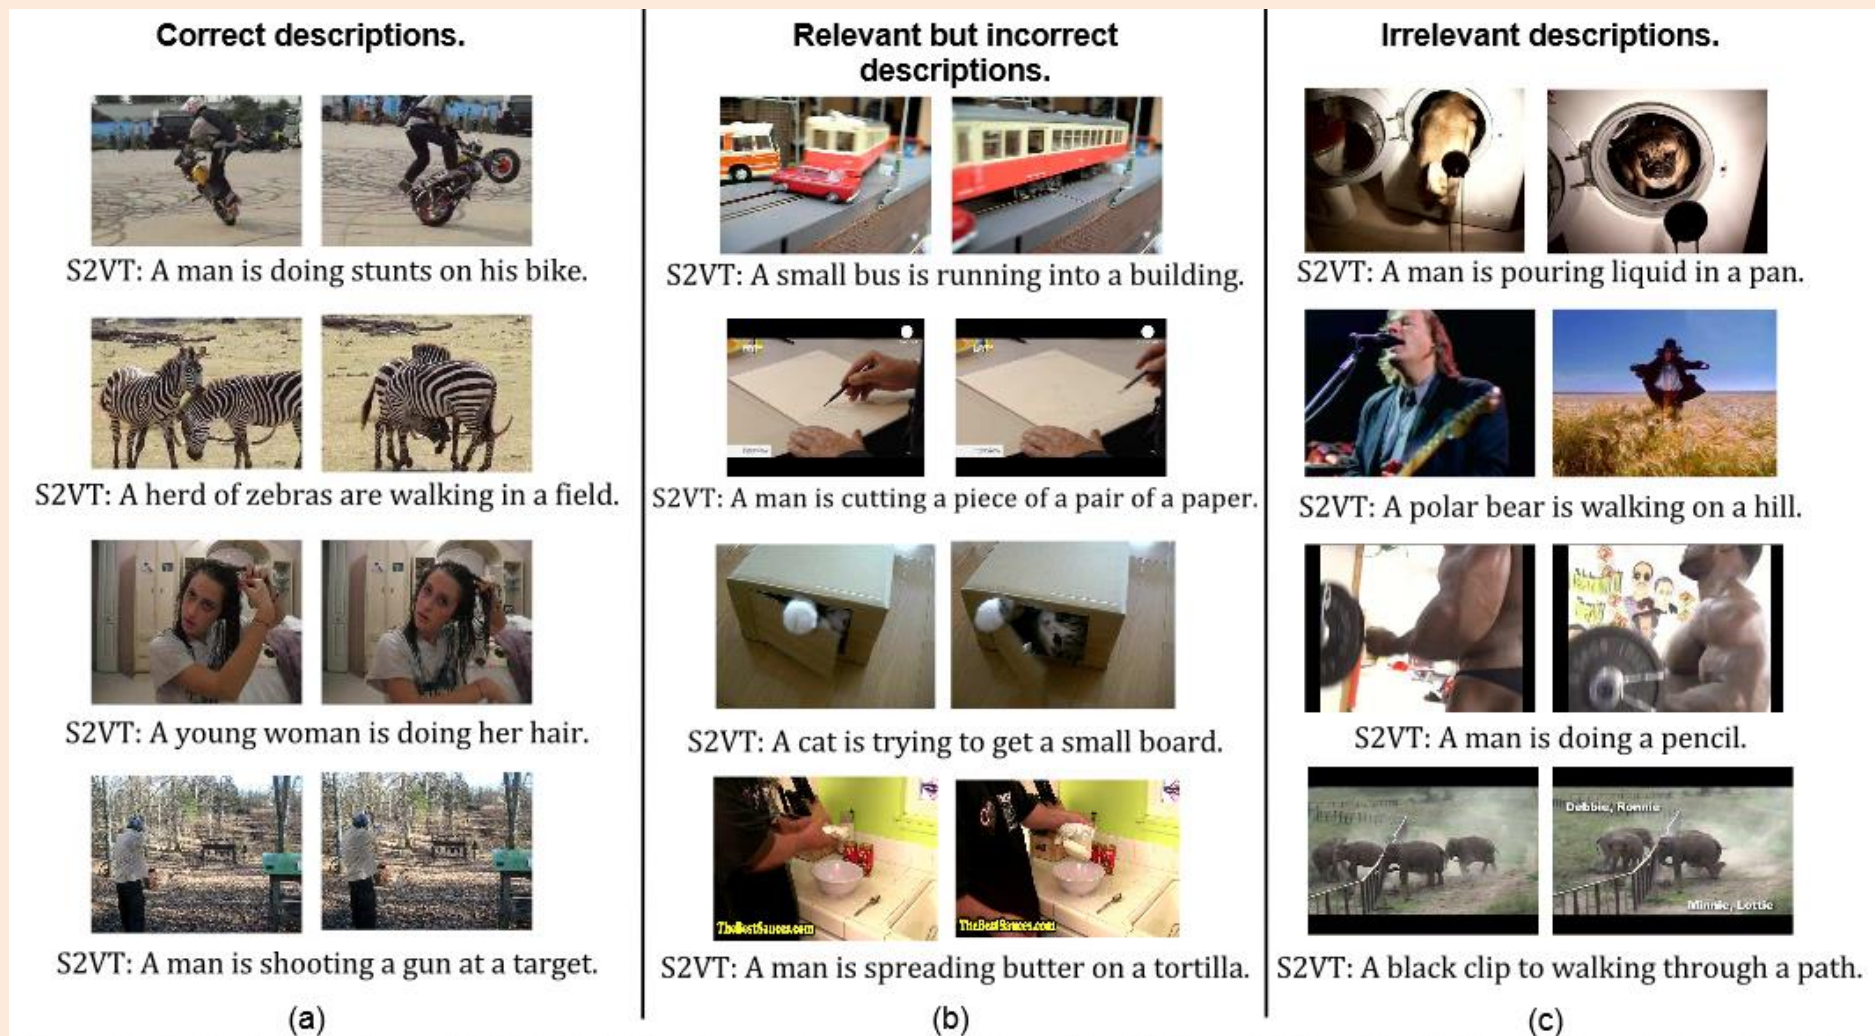 Correct descriptions.
S2VT: A man is doing stunts on his bike.
S2VT: A herd of zebras are walking in a field.
S2VT: A young woman is doing her hair.
S2VT: A man is shooting a gun at a target.
(a)
Relevant but incorrect
descriptions.
S2VT: A small bus is running into a building.
S2VT: A man is cutting a piece of a pair of a paper.
S2VT: A cat is trying to get a small board.
TheBestSauces.com
TheBestSauces.com
S2VT: A man is spreading butter on a tortilla.
(b)
Irrelevant descriptions.
S2VT: A man is pouring liquid in a pan.
S2VT: A polar bear is walking on a hill.
S2VT: A man is doing a pencil.
Debbie, Ronnie
Minnie, Lottie
S2VT: A black clip to walking through a path.
(c)